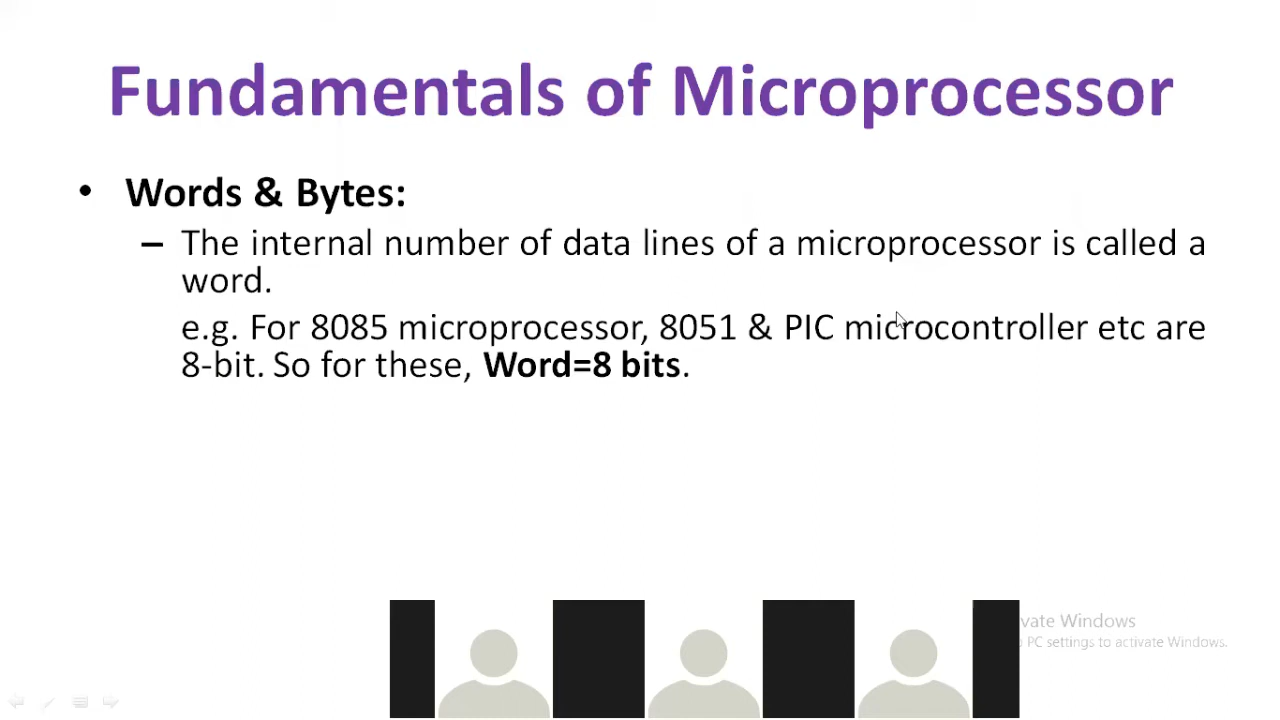 Fundamentals of Microprocessor
• Words & Bytes:
– The internal number of data lines of a microprocessor is called a
word.
e.g. For 8085 microprocessor, 8051 & PIC microcontroller etc are
8-bit. So for these, Word=8 bits.
Windows
PC settings to activate Windows.